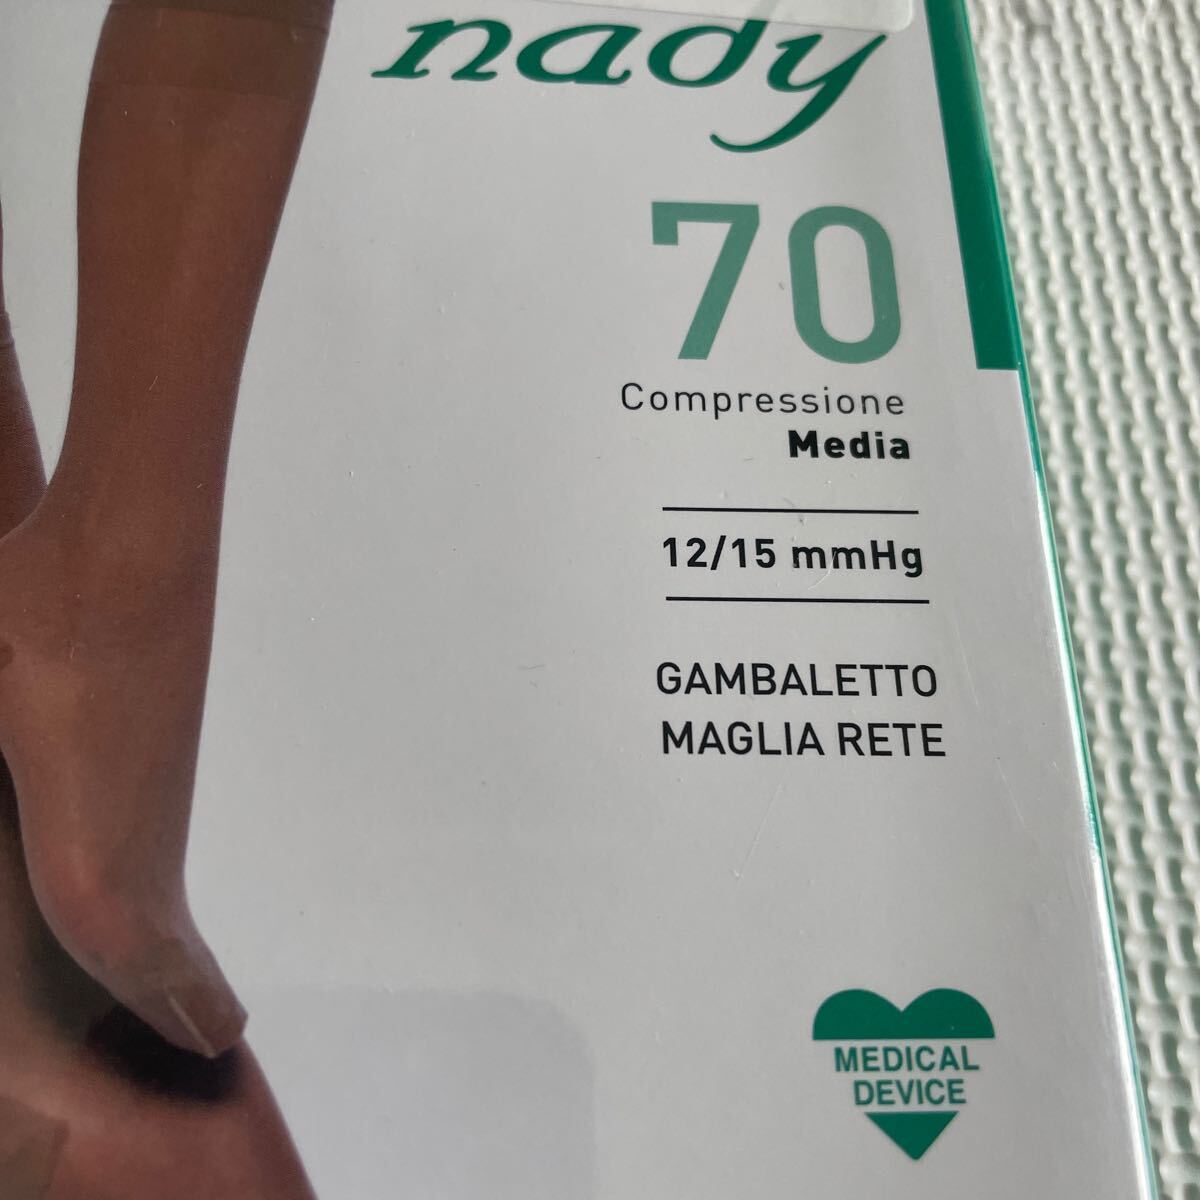 nady
70
Compressione
Media
12/15 mmHg
GAMBALETTO
MAGLIA RETE
MEDICAL
DEVICE